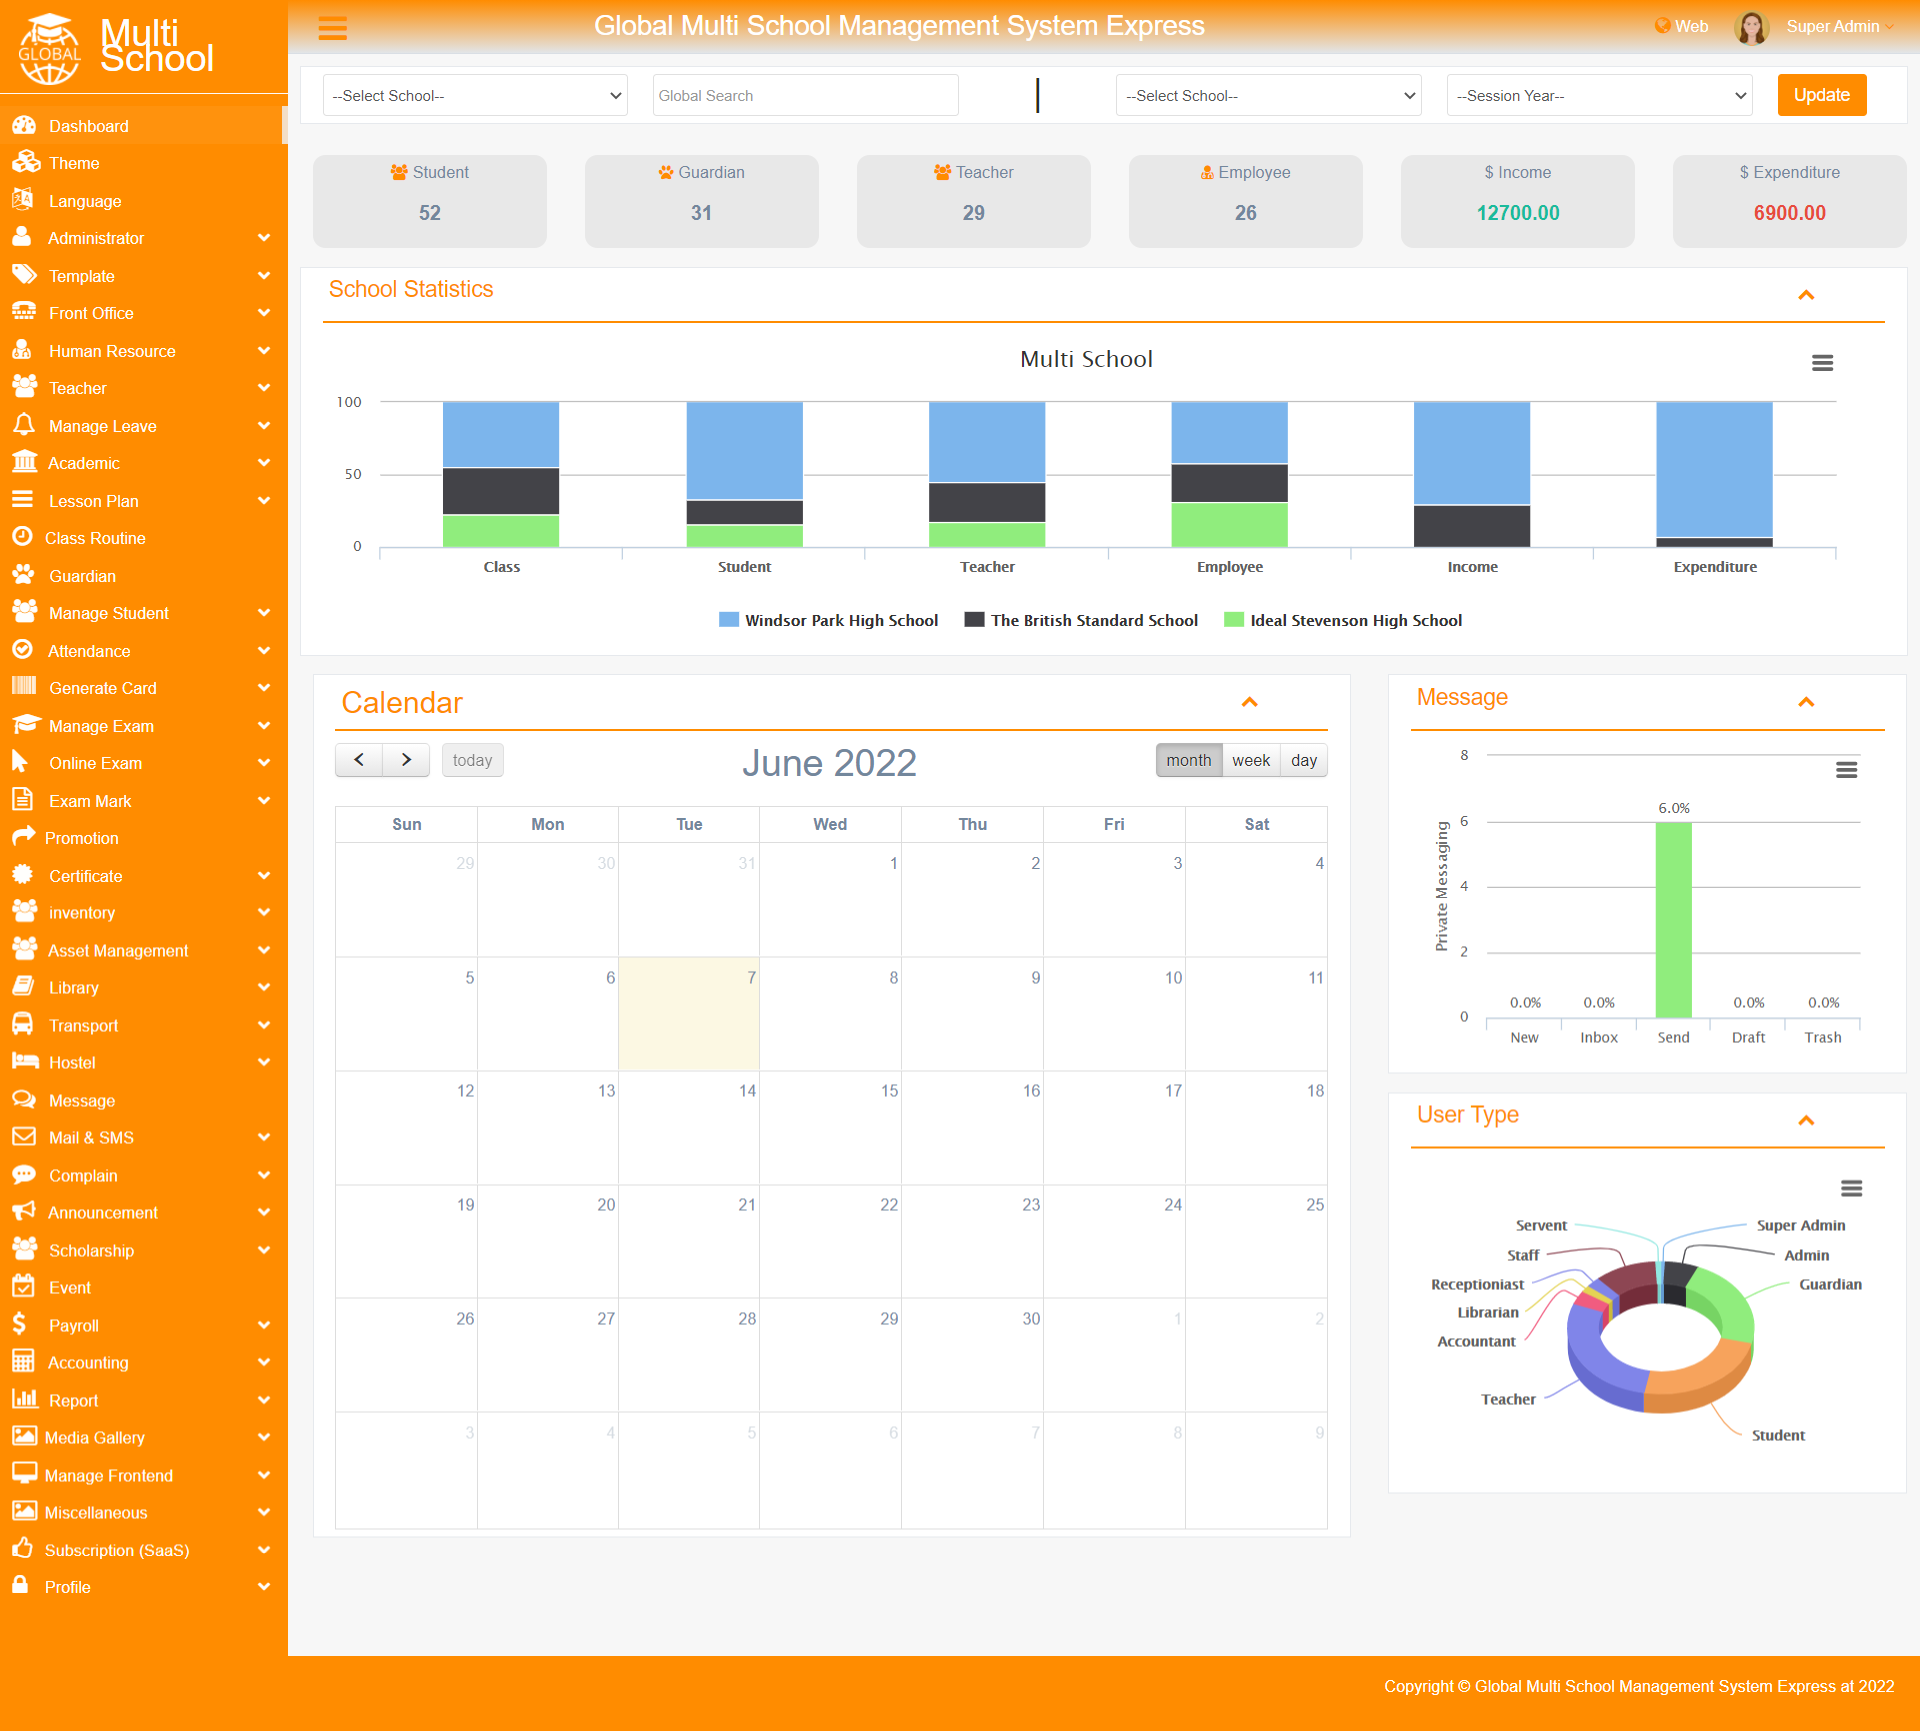 GLOBAL
Multi
School
Dashboard
Theme
Language
Administrator
Template
Front Office
Human Resource
Teacher
Manage Leave
Academic
Lesson Plan
Class Routine
Guardian
Manage Student
Attendance
Generate Card
Manage Exam
Online Exam
Exam Mark
Promotion
Certificate
inventory
Asset Management
Library
Transport
Hostel
Message
Mail & SMS
Complain
Announcement
Scholarship
Event
Payroll
Accounting
Report
Media Gallery
Manage Frontend
Miscellaneous
Subscription (SaaS)
Profile
Global Multi School Management System Express
Web
Super Admin
--Select School--
Global Search
--Select School--
--Session Year--
Update
Student
52
Guardian
31
Teacher
29
Employee
26
$ Income
12700.00
$ Expenditure
6900.00
School Statistics
Multi School
100
50
0
Class Student Teacher Employee Income Expenditure
Windsor Park High School The British Standard School Ideal Stevenson High School
Calendar
today
June 2022
month week day
Sun Mon Tue Wed Thu Fri Sat
29 30 31 1 2 3 4
5 6 7 8 9 10 11
12 13 14 15 16 17 18
19 20 21 22 23 24 25
26 27 28 29 30 1 2
3 4 5 6 7 8 9
Message
Private Messaging
8
6
4
2
0
0.0% 0.0% 6.0% 0.0% 0.0%
New Inbox Send Draft Trash
User Type
Servent
Super Admin
Staff
Admin
Receptioniast
Guardian
Librarian
Accountant
Teacher
Student
Copyright © Global Multi School Management System Express at 2022